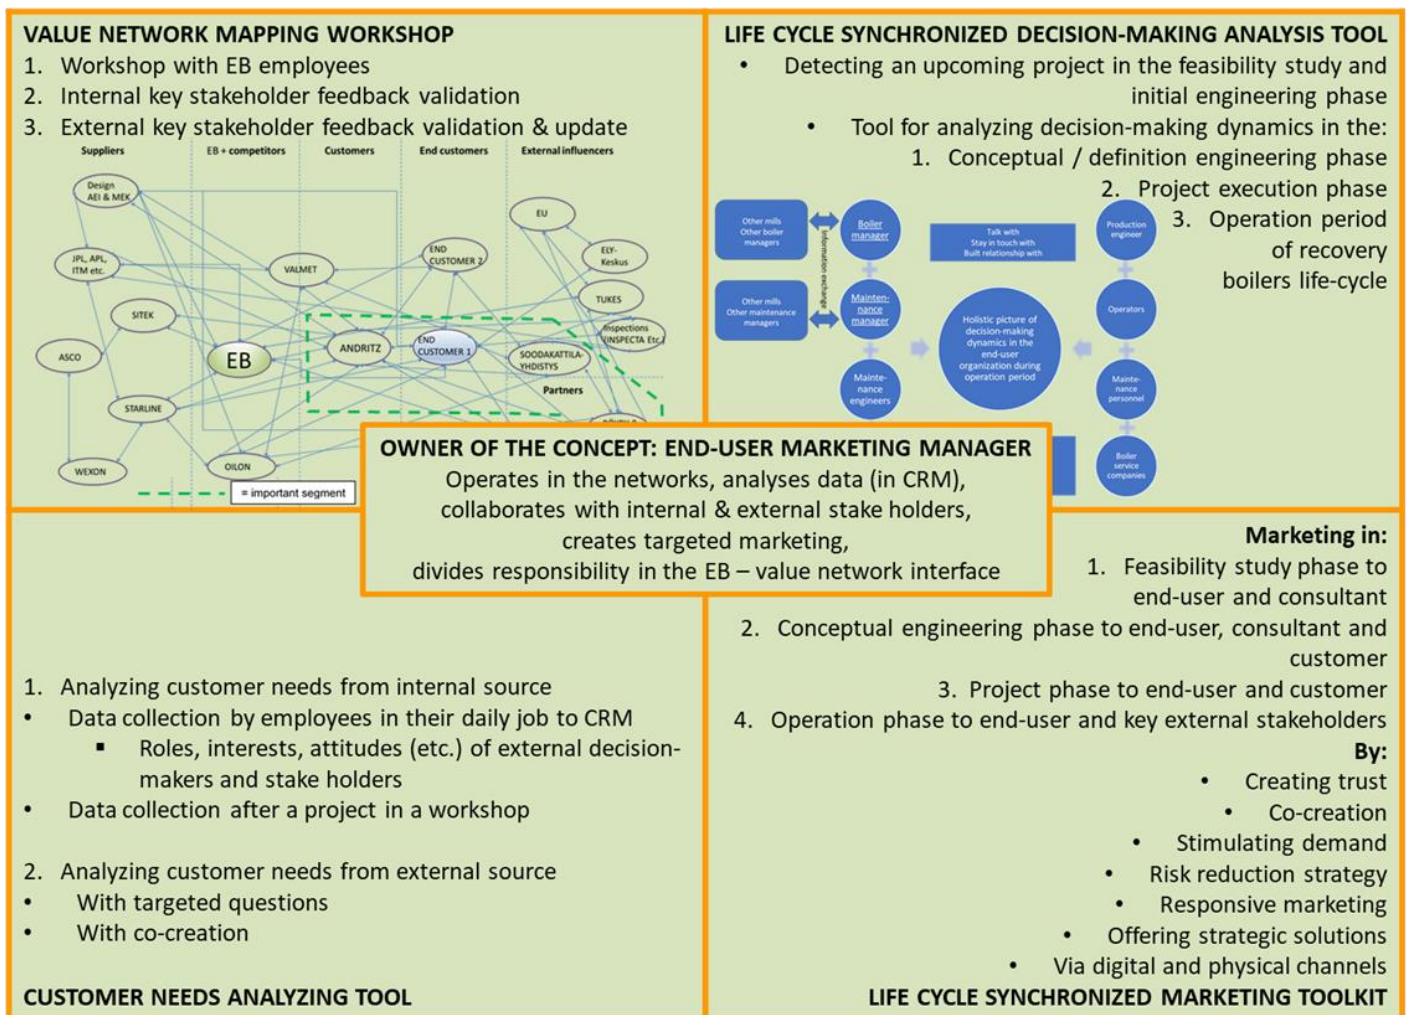 VALUE NETWORK MAPPING WORKSHOP
1. Workshop with EB employees
2. Internal key stakeholder feedback validation
3. External key stakeholder feedback validation & update
Suppliers
EB + competitors
Customers
End customers
External influencers
Design
AEI & MEK
EU
JPL, APL,
ITM etc.
VALMET
END
CUSTOMER 2
ELY-
Keskus
TUKES
SITEK
Inspections
(INSPECTA Etc.)
ASCO
EB
ANDRITZ
END
CUSTOMER 1
SOODAKATTILA-
YHDISTYS
Partners
STARLINE
WEXON
OILON
= important segment
LIFE CYCLE SYNCHRONIZED DECISION-MAKING ANALYSIS TOOL
• Detecting an upcoming project in the feasibility study and
initial engineering phase
• Tool for analyzing decision-making dynamics in the:
1. Conceptual / definition engineering phase
2. Project execution phase
3. Operation period
of recovery
boilers life-cycle
Other mills
Other boiler
managers
Information exchange
Boiler
manager
Talk with
Stay in touch with
Built relationship with
Production
engineer
Other mills
Other maintenance
managers
Mainten-
nance
manager
Holistic picture of
decision-making
dynamics in the
end-user
organization during
operation period
Operators
Mainte-
nance
engineers
Mainte-
nance
personnel
Boiler
service
companies
OWNER OF THE CONCEPT: END-USER MARKETING MANAGER
Operates in the networks, analyses data (in CRM),
collaborates with internal & external stake holders,
creates targeted marketing,
divides responsibility in the EB – value network interface
1. Analyzing customer needs from internal source
• Data collection by employees in their daily job to CRM
▪ Roles, interests, attitudes (etc.) of external decision-
makers and stake holders
• Data collection after a project in a workshop
2. Analyzing customer needs from external source
• With targeted questions
• With co-creation
CUSTOMER NEEDS ANALYZING TOOL
Marketing in:
1. Feasibility study phase to
end-user and consultant
2. Conceptual engineering phase to end-user, consultant and
customer
3. Project phase to end-user and customer
4. Operation phase to end-user and key external stakeholders
By:
• Creating trust
• Co-creation
• Stimulating demand
• Risk reduction strategy
• Responsive marketing
• Offering strategic solutions
• Via digital and physical channels
LIFE CYCLE SYNCHRONIZED MARKETING TOOLKIT